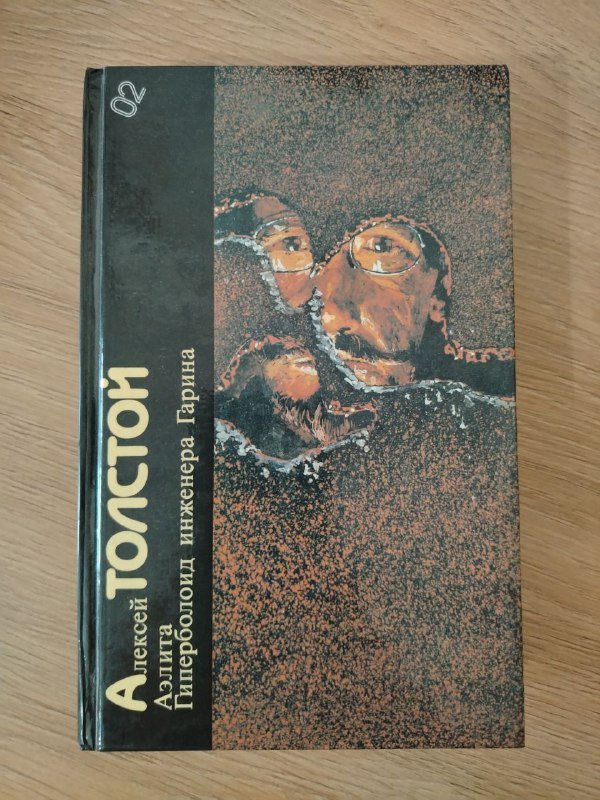 Алексей ТОЛСТОЙ
Аэлита
Гиперболоид инженера Гарина
02